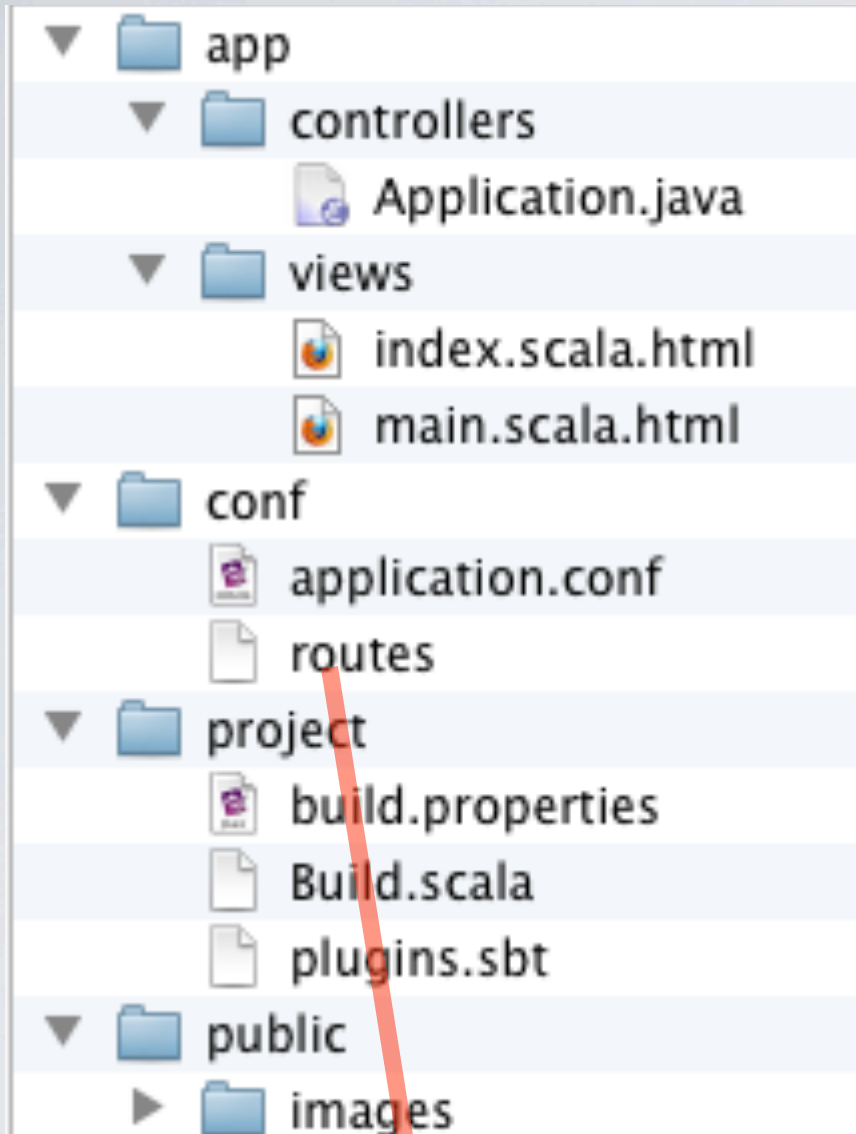 app
controllers
Application.java
views
index.scala.html
main.scala.html
conf
application.conf
routes
project
build.properties
Build.scala
plugins.sbt
public
images